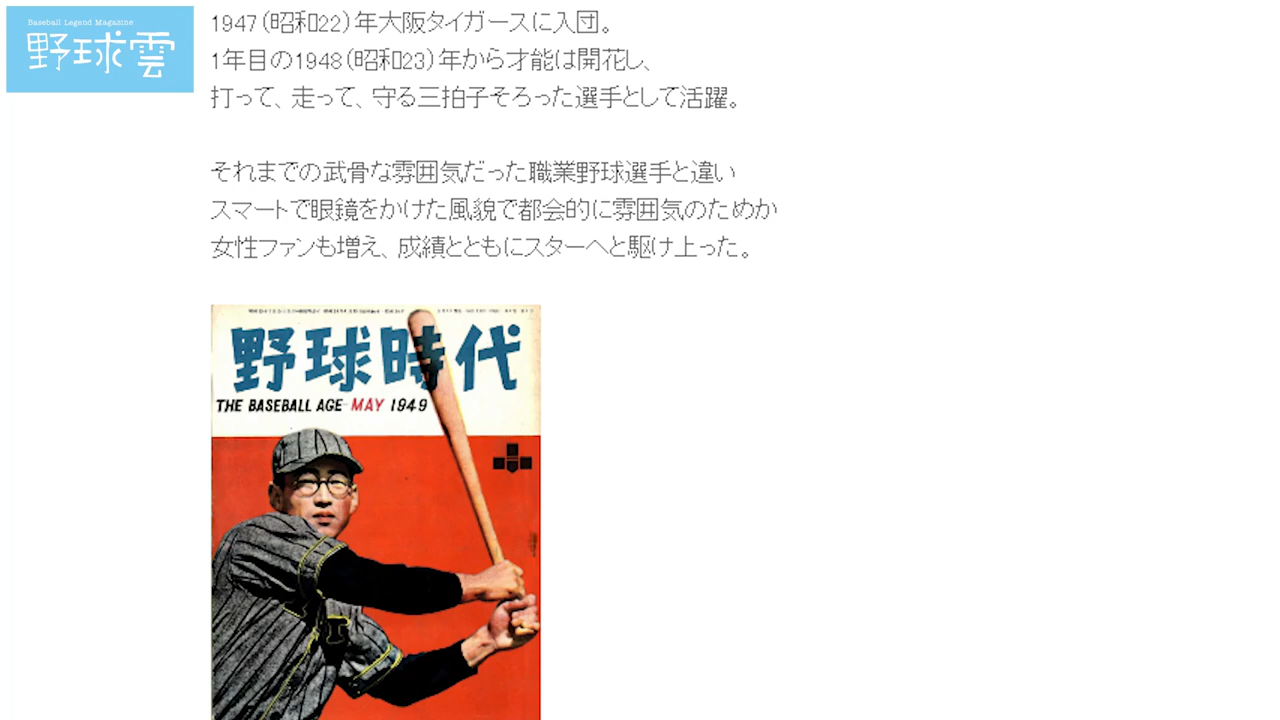 Baseball Legend Magazine
野球雲
1947（昭和22）年大阪タイガースに入団。
1年目の1948（昭和23）年から才能は開花し、
打って、走って、守る三拍子そろった選手として活躍。
それまでの武骨な雰囲気だった職業野球選手と違い
スマートで眼鏡をかけた風貌で都会的に雰囲気のためか
女性ファンも増え、成績とともにスターへと駆け上った。
野球時代
THE BASEBALL AGE-MAY 1949